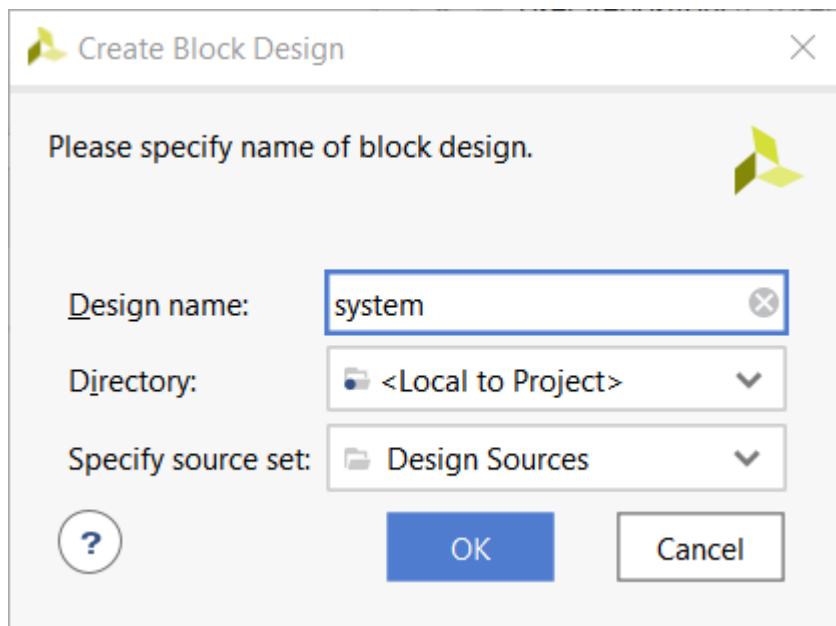 Create Block Design
Please specify name of block design.
Design name: system
Directory: <Local to Project>
Specify source set: Design Sources
? OK Cancel